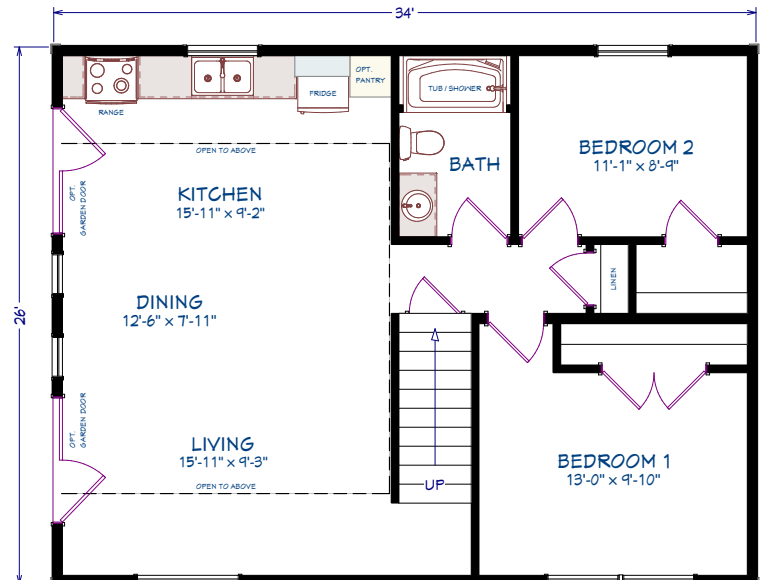 34'
OPT.
PANTRY
FRIDGE
TUB / SHOWER
RANGE
OPEN TO ABOVE
BEDROOM 2
11'-1" x 8'-9"
BATH
OPT.
GARDEN DOOR
KITCHEN
15'-11" x 9'-2"
LINEN
26'
DINING
12'-6" x 7'-11"
OPT.
GARDEN DOOR
LIVING
15'-11" x 9'-3"
BEDROOM 1
13'-0" x 9'-10"
UP
OPEN TO ABOVE